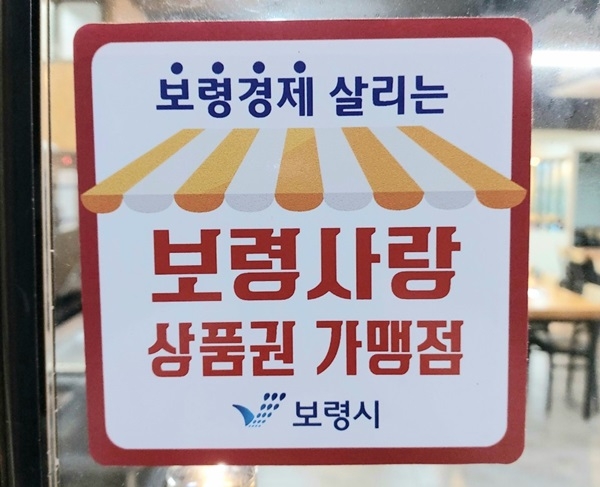 보령경제 살리는
보령사랑
상품권 가맹점
보령시